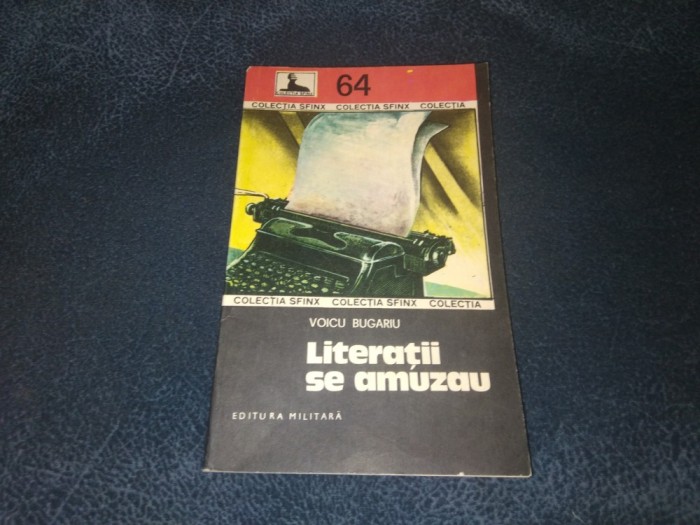 64
COLECȚIA SFINX COLECȚIA SFINX COLECȚIA
COLECȚIA SFINX COLECȚIA SFINX COLECȚIA
VOICU BUGARIU
Literații
se amuzau
EDITURA MILITARĂ